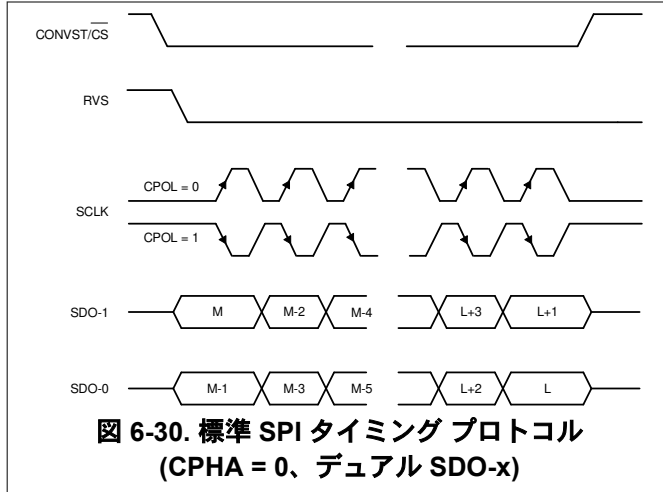 CONVST/CS
RVS
CPOL = 0
SCLK
CPOL = 1
SDO-1 M M-2 M-4 L+3 L+1
SDO-0 M-1 M-3 M-5 L+2 L
図 6-30. 標準 SPI タイミング プロトコル
(CPHA = 0、デュアル SDO-x)